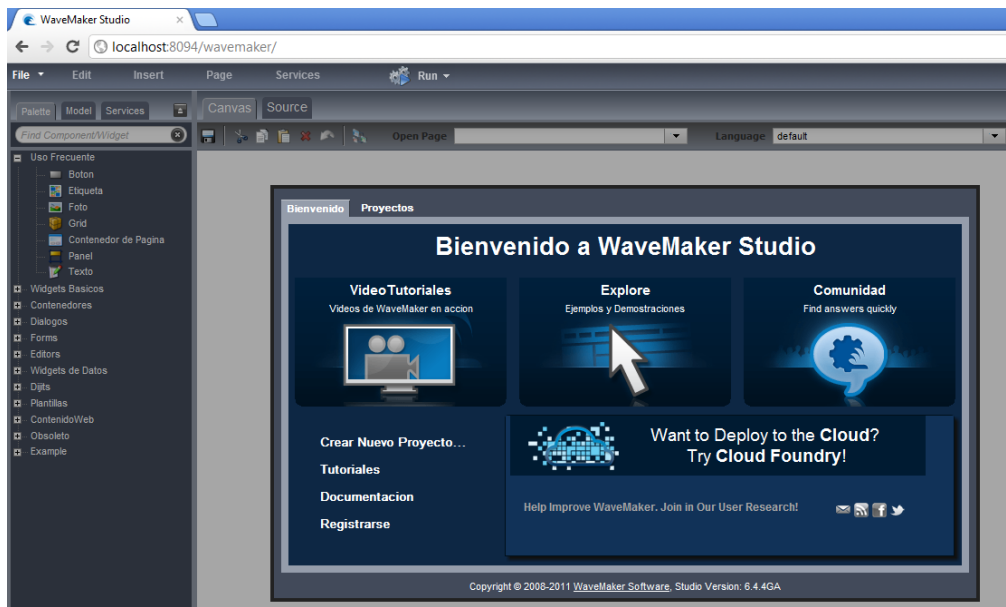 WaveMaker Studio
localhost:8094/wavemaker/
File Edit Insert Page Services Run
Palette Model Services Canvas Source
Find Component/Widget
Open Page
Language default
Uso Frecuente
Boton
Etiqueta
Foto
Grid
Contenedor de Pagina
Panel
Texto
Widgets Basicos
Contenedores
Dialogos
Forms
Editors
Widgets de Datos
Dijits
Plantillas
ContenidoWeb
Obsoleto
Example
Bienvenido Proyectos
Bienvenido a WaveMaker Studio
VideoTutoriales
Videos de WaveMaker en accion
Explore
Ejemplos y Demostraciones
Comunidad
Find answers quickly
Crear Nuevo Proyecto...
Tutoriales
Documentacion
Registrarse
Want to Deploy to the Cloud?
Try Cloud Foundry!
Help Improve WaveMaker. Join in Our User Research!
Copyright © 2008-2011 WaveMaker Software, Studio Version: 6.4.4GA